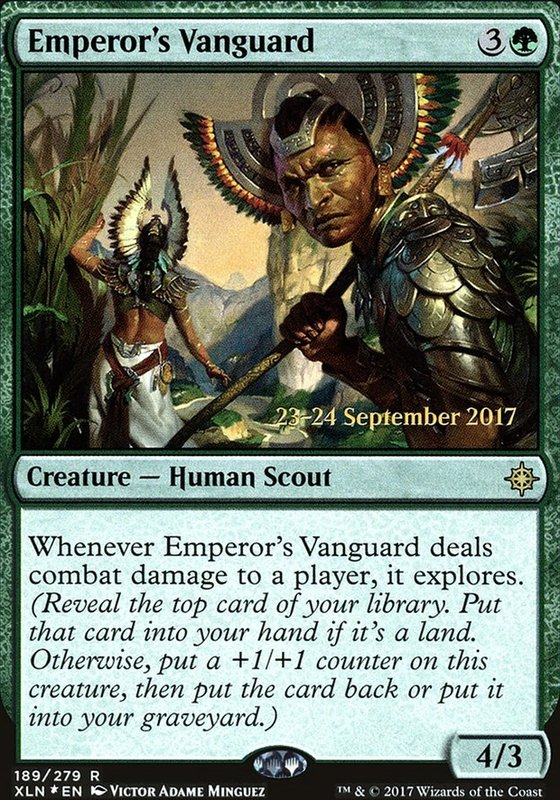 Emperor's Vanguard 3
23-24 September 2017
Creature — Human Scout
Whenever Emperor's Vanguard deals
combat damage to a player, it explores.
(Reveal the top card of your library. Put
that card into your hand if it's a land.
Otherwise, put a +1/+1 counter on this
creature, then put the card back or put it
into your graveyard.)
4/3
189/279 R
XLN ★ EN Victor Adame Minguez
™ & © 2017 Wizards of the Coast